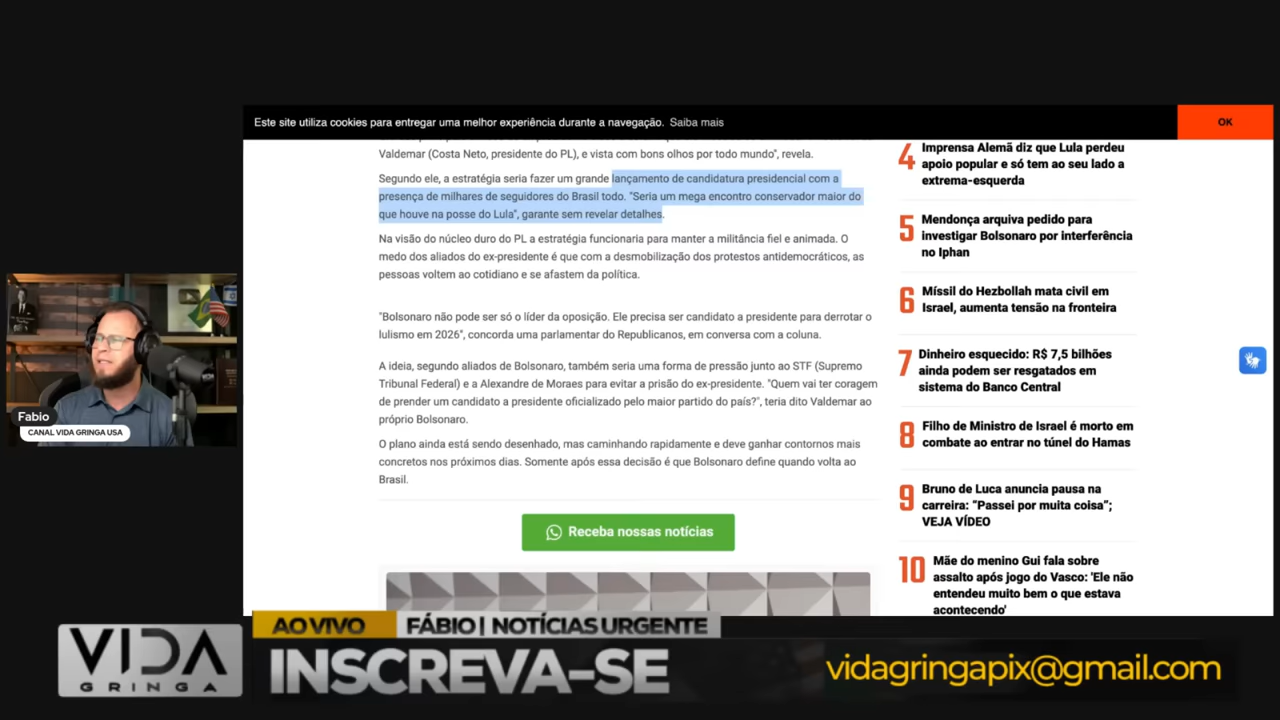 Este site utiliza cookies para entregar uma melhor experiência durante a navegação. Saiba mais
OK
Valdemar (Costa Neto, presidente do PL), e vista com bons olhos por todo mundo", revela.
Segundo ele, a estratégia seria fazer um grande lançamento de candidatura presidencial com a
presença de milhares de seguidores do Brasil todo. "Seria um mega encontro conservador maior do
que houve na posse do Lula", garante sem revelar detalhes.
Na visão do núcleo duro do PL a estratégia funcionaria para manter a militância fiel e animada. O
medo dos aliados do ex-presidente é que com a desmobilização dos protestos antidemocráticos, as
pessoas voltem ao cotidiano e se afastem da política.
"Bolsonaro não pode ser só o líder da oposição. Ele precisa ser candidato a presidente para derrotar o
lulismo em 2026", concorda uma parlamentar do Republicanos, em conversa com a coluna.
A ideia, segundo aliados de Bolsonaro, também seria uma forma de pressão junto ao STF (Supremo
Tribunal Federal) e a Alexandre de Moraes para evitar a prisão do ex-presidente. "Quem vai ter coragem
de prender um candidato a presidente oficializado pelo maior partido do país?", teria dito Valdemar ao
próprio Bolsonaro.
O plano ainda está sendo desenhado, mas caminhando rapidamente e deve ganhar contornos mais
concretos nos próximos dias. Somente após essa decisão é que Bolsonaro define quando volta ao
Brasil.
Receba nossas notícias
4
Imprensa Alemã diz que Lula perdeu
apoio popular e só tem ao seu lado a
extrema-esquerda
5
Mendonça arquiva pedido para
investigar Bolsonaro por interferência
no Iphan
6
Míssil do Hezbollah mata civil em
Israel, aumenta tensão na fronteira
7
Dinheiro esquecido: R$ 7,5 bilhões
ainda podem ser resgatados em
sistema do Banco Central
8
Filho de Ministro de Israel é morto em
combate ao entrar no túnel do Hamas
9
Bruno de Luca anuncia pausa na
carreira: “Passei por muita coisa”;
VEJA VÍDEO
10
Mãe do menino Gui fala sobre
assalto após jogo do Vasco: 'Ele não
entendeu muito bem o que estava
acontecendo'
Fabio
CANAL VIDA GRINGA USA
AO VIVO
FÁBIO | NOTÍCIAS URGENTE
VIDA
GRINGA
INSCREVA-SE
vidagringapix@gmail.com